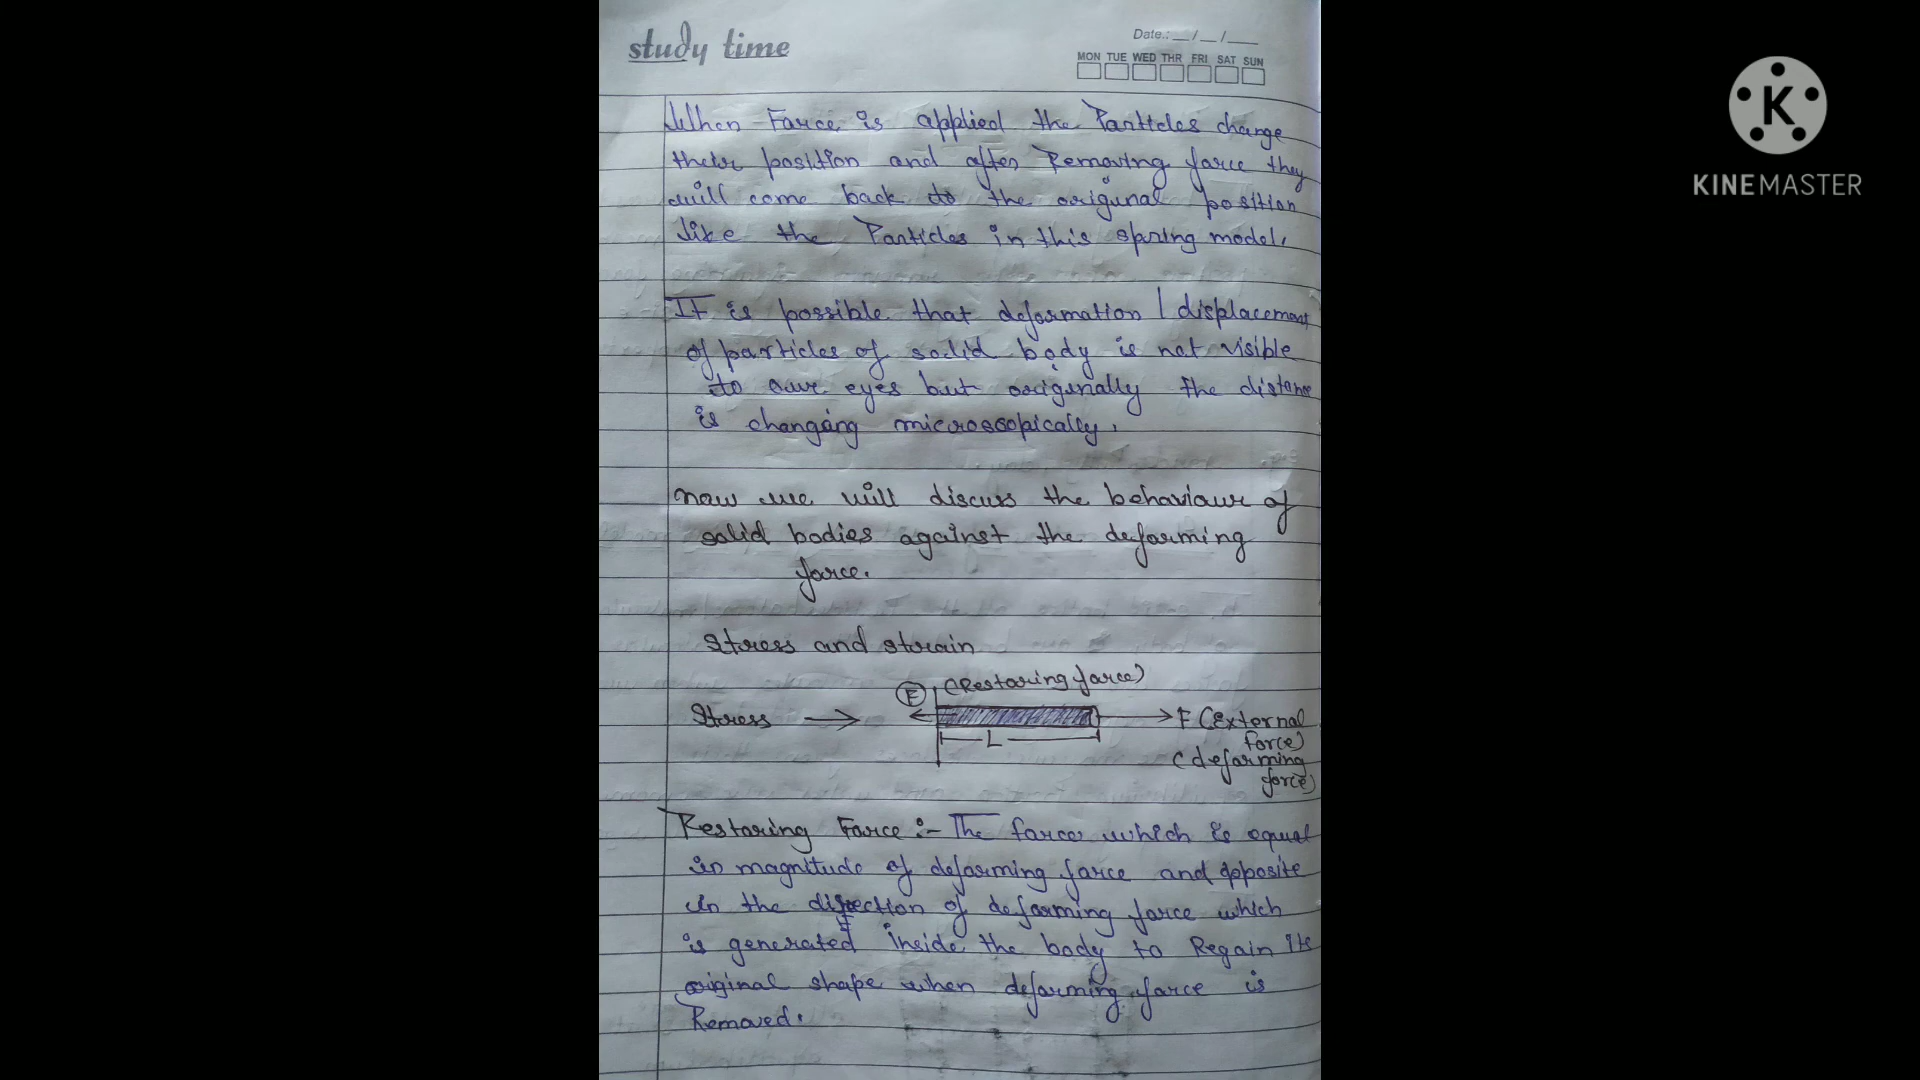 study time
Date.: __/__/___
MON TUE WED THR FRI SAT SUN
K
KINEMASTER
When Force is applied the Particles change
their position and after Removing force they
will come back to the original position
like the Particles in this spring model.
It is possible that deformation / displacement
of particles of solid body is not visible
to our eyes but originally the distance
is changing microscopically.
now we will discuss the behaviour of
solid bodies against the deforming
force.
Stress and strain
F (Restoring force)
Stress → F (External
force)
L
(deforming
force)
Restoring Force :- The force which is equal
in magnitude of deforming force and opposite
in the direction of deforming force which
is generated inside the body to Regain its
original shape when deforming force is
Removed.